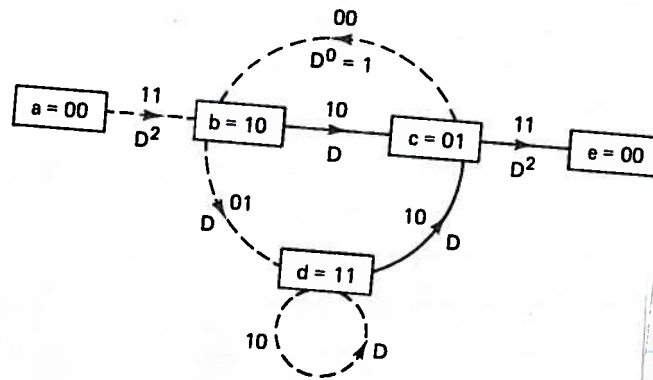 00
D⁰ = 1
11
a = 00
D²
b = 10
10
D
c = 01
11
D²
e = 00
01
D
10
D
d = 11
10
D